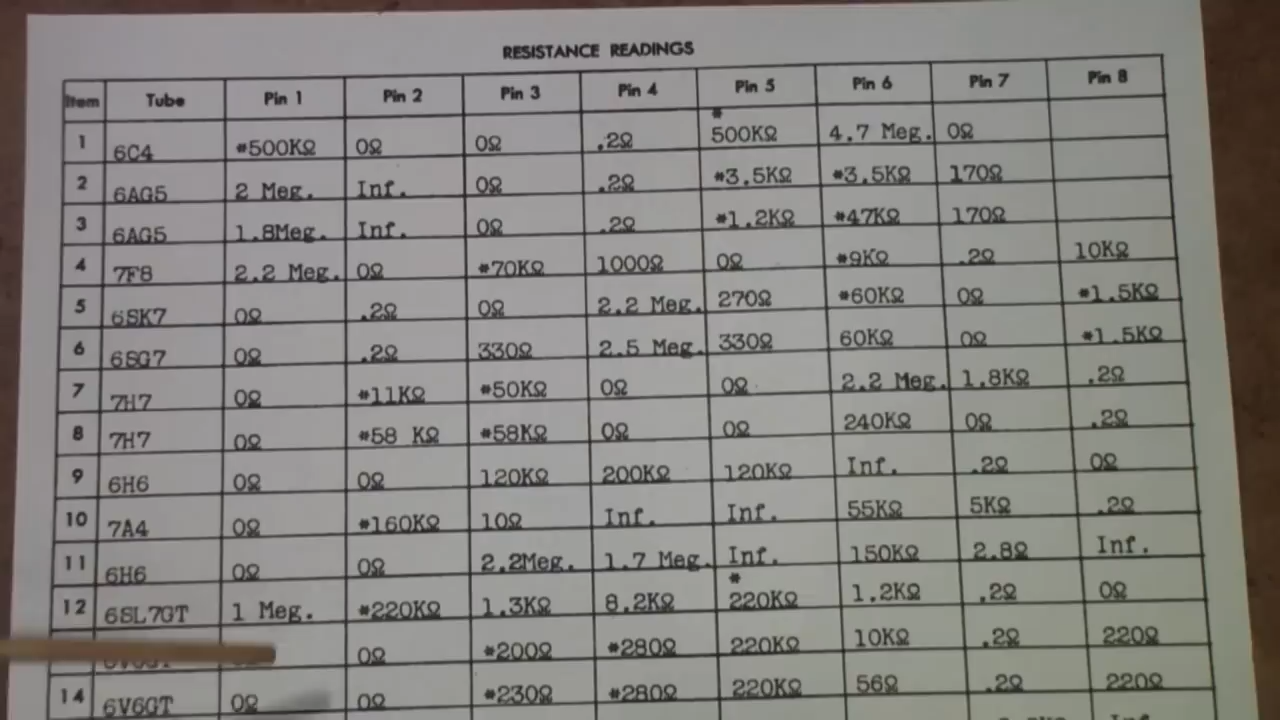 RESISTANCE READINGS
Item Tube Pin 1 Pin 2 Pin 3 Pin 4 Pin 5 Pin 6 Pin 7 Pin 8
1 6C4 *500KΩ 0Ω 0Ω .2Ω *500KΩ 4.7 Meg. 0Ω
2 6AG5 2 Meg. Inf. 0Ω .2Ω *3.5KΩ *3.5KΩ 170Ω
3 6AG5 1.8Meg. Inf. 0Ω .2Ω *1.2KΩ *47KΩ 170Ω
4 7F8 2.2 Meg. 0Ω *70KΩ 1000Ω 0Ω *9KΩ .2Ω 10KΩ
5 6SK7 0Ω .2Ω 0Ω 2.2 Meg. 270Ω *60KΩ 0Ω *1.5KΩ
6 6SG7 0Ω .2Ω 330Ω 2.5 Meg. 330Ω 60KΩ 0Ω *1.5KΩ
7 7H7 0Ω *11KΩ *50KΩ 0Ω 0Ω 2.2 Meg. 1.8KΩ .2Ω
8 7H7 0Ω *58 KΩ *58KΩ 0Ω 0Ω 240KΩ 0Ω .2Ω
9 6H6 0Ω 0Ω 120KΩ 200KΩ 120KΩ Inf. .2Ω 0Ω
10 7A4 0Ω *160KΩ 10Ω Inf. Inf. 55KΩ 5KΩ .2Ω
11 6H6 0Ω 0Ω 2.2Meg. 1.7 Meg. Inf. 150KΩ 2.8Ω Inf.
12 6SL7GT 1 Meg. *220KΩ 1.3KΩ 8.2KΩ *220KΩ 1.2KΩ .2Ω 0Ω
0Ω *200Ω *280Ω 220KΩ 10KΩ .2Ω 220Ω
14 6V6GT 0Ω 0Ω *230Ω *280Ω 220KΩ 56Ω .2Ω 220Ω